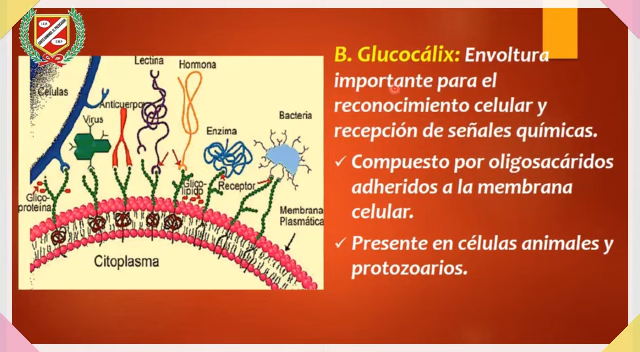 B. Glucocálix: Envoltura
importante para el
reconocimiento celular y
recepción de señales químicas.
✓ Compuesto por oligosacáridos
adheridos a la membrana
celular.
✓ Presente en células animales y
protozoarios.
Lectina
Hormona
Células
Anticuerpo
Virus
Bacteria
Enzima
Glico-
proteína
Glico-
lípidos
Receptor
Membrana
Plasmática
Citoplasma